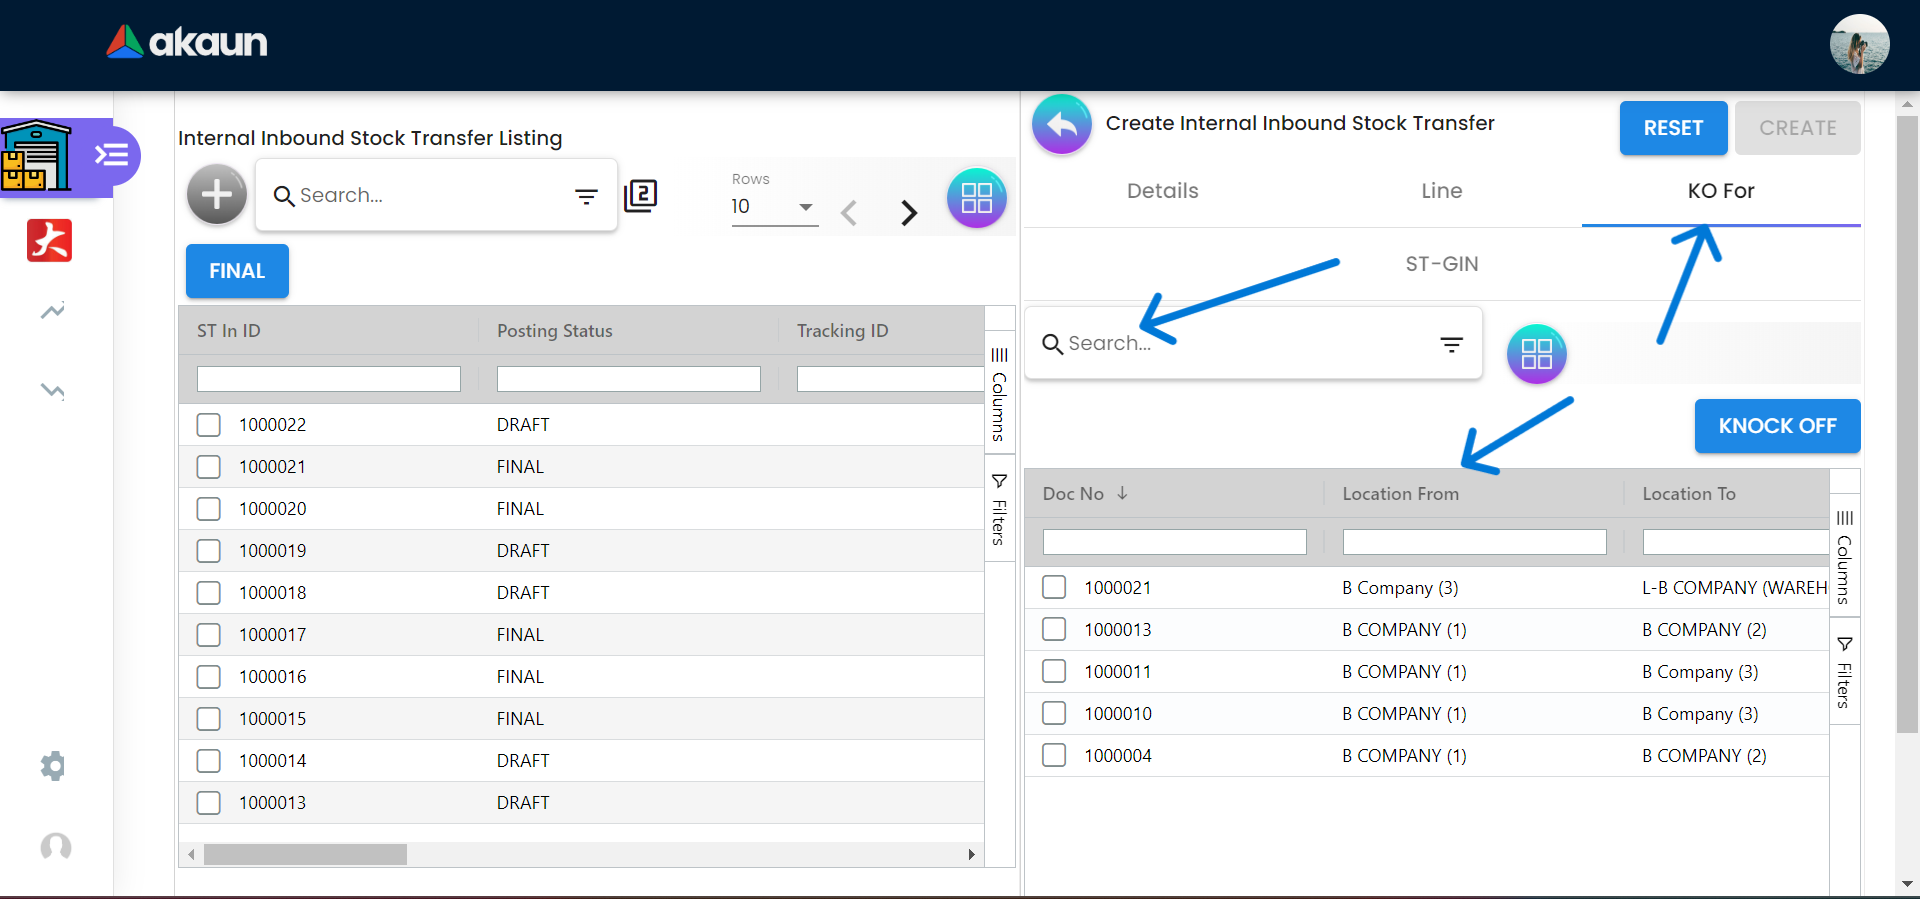 akaun
Internal Inbound Stock Transfer Listing
Search...
2
Rows
10
FINAL
ST In ID Posting Status Tracking ID
1000022 DRAFT
1000021 FINAL
1000020 FINAL
1000019 DRAFT
1000018 DRAFT
1000017 FINAL
1000016 FINAL
1000015 FINAL
1000014 DRAFT
1000013 DRAFT
Columns
Filters
Create Internal Inbound Stock Transfer
RESET
CREATE
Details Line KO For
ST-GIN
Search...
KNOCK OFF
Doc No Location From Location To
1000021 B Company (3) L-B COMPANY (WAREH
1000013 B COMPANY (1) B COMPANY (2)
1000011 B COMPANY (1) B Company (3)
1000010 B COMPANY (1) B Company (3)
1000004 B COMPANY (1) B COMPANY (2)
Columns
Filters